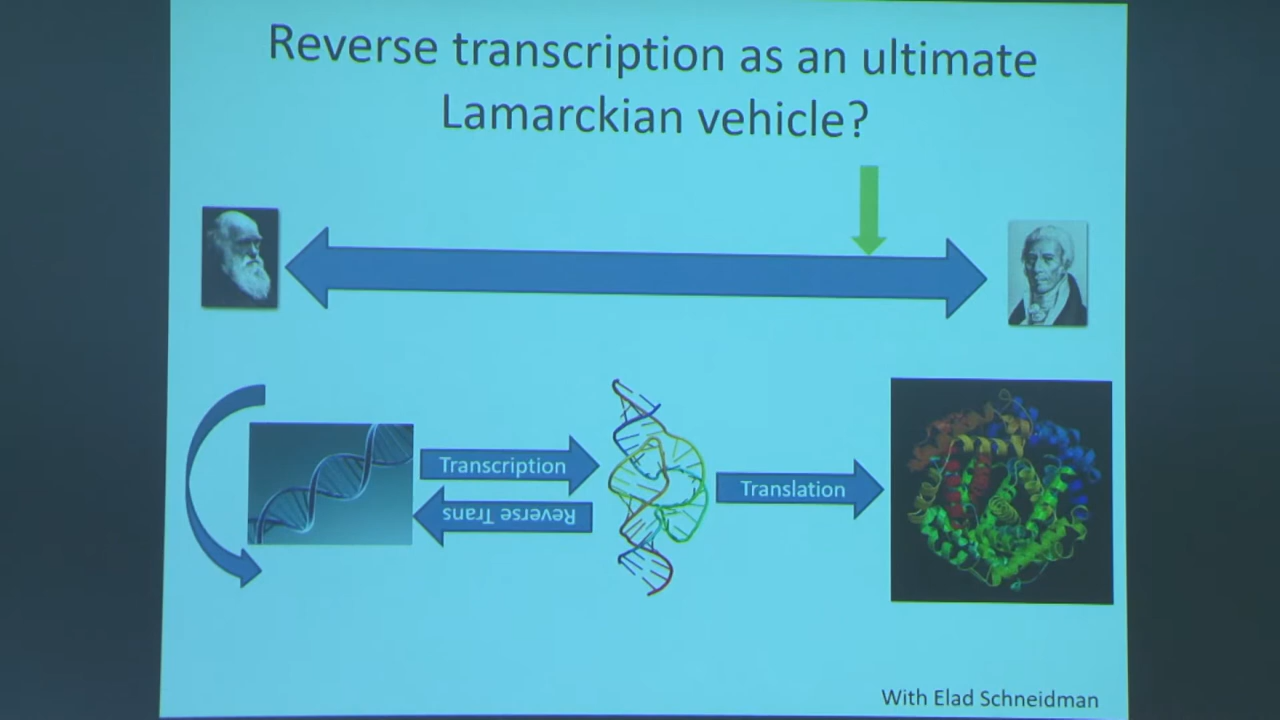 Reverse transcription as an ultimate
Lamarckian vehicle?
Transcription
Reverse Trans
Translation
With Elad Schneidman